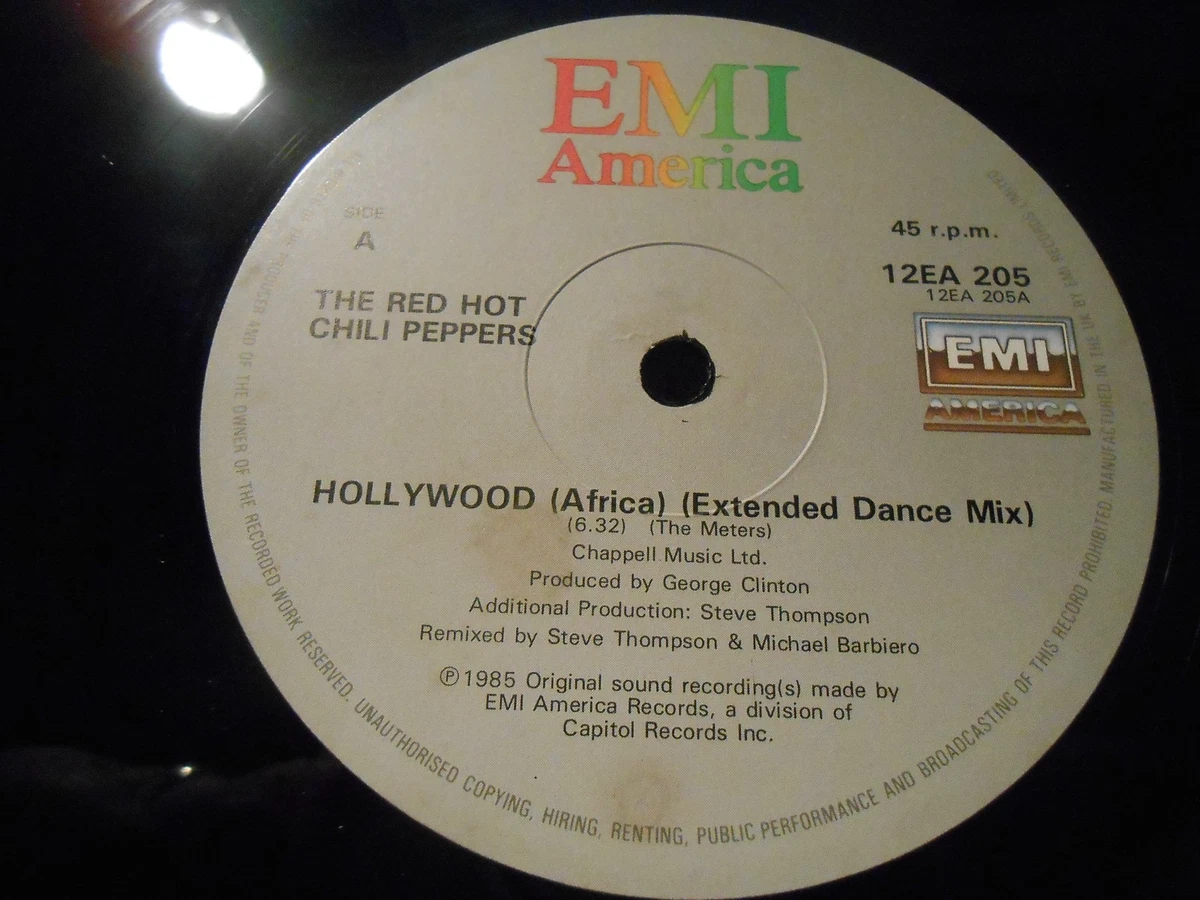 EMI
America
SIDE
A
45 r.p.m.
12EA 205
12EA 205A
THE RED HOT
CHILI PEPPERS
EMI
AMERICA
HOLLYWOOD (Africa) (Extended Dance Mix)
(6.32) (The Meters)
Chappell Music Ltd.
Produced by George Clinton
Additional Production: Steve Thompson
Remixed by Steve Thompson & Michael Barbiero
℗ 1985 Original sound recording(s) made by
EMI America Records, a division of
Capitol Records Inc.
PRODUCER AND OF THE OWNER OF THE RECORDED WORK RESERVED. UNAUTHORISED COPYING, HIRING, RENTING, PUBLIC PERFORMANCE AND BROADCASTING OF THIS RECORD PROHIBITED MANUFACTURED IN THE UK BY EMI RECORDS LIMITED